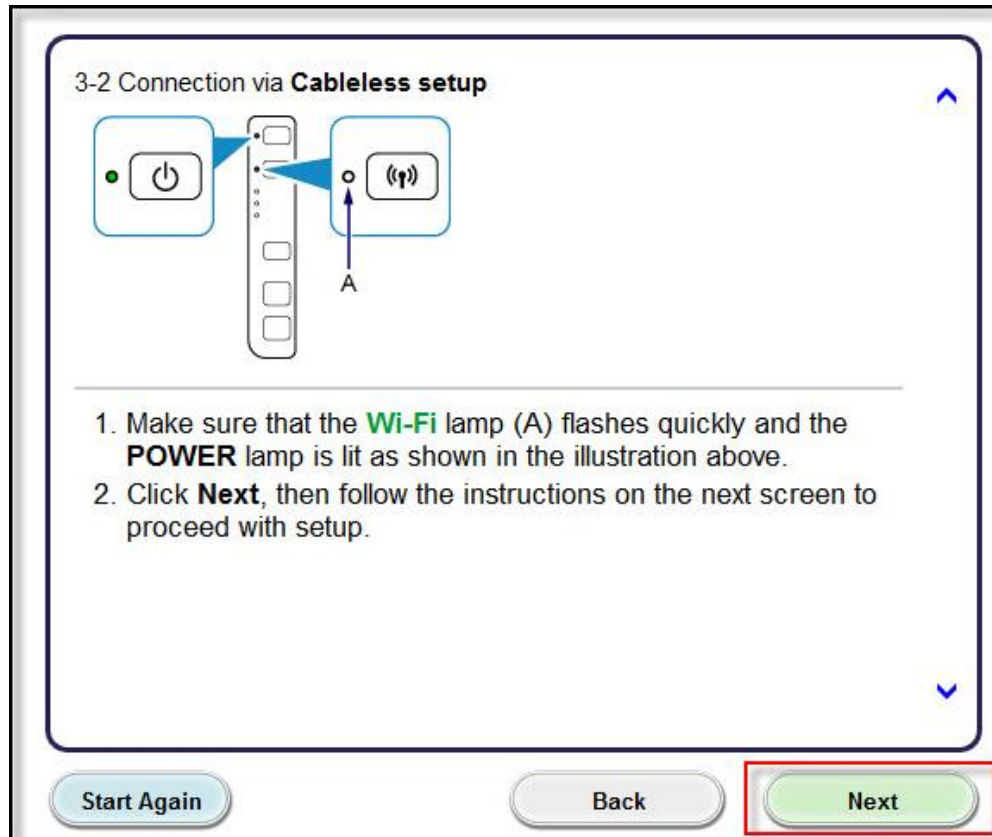 3-2 Connection via Cableless setup
A
1. Make sure that the Wi-Fi lamp (A) flashes quickly and the
POWER lamp is lit as shown in the illustration above.
2. Click Next, then follow the instructions on the next screen to
proceed with setup.
Start Again Back Next